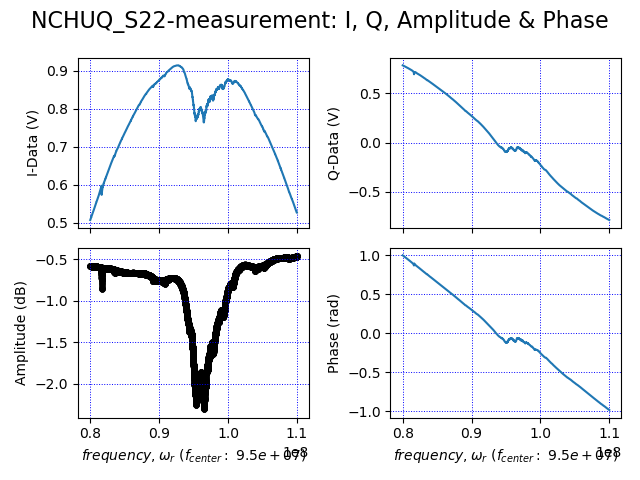 NCHUQ_S22-measurement: I, Q, Amplitude & Phase
I-Data (V)
0.9
0.8
0.7
0.6
0.5
Q-Data (V)
0.5
0.0
−0.5
Amplitude (dB)
−0.5
−1.0
−1.5
−2.0
0.8 0.9 1.0 1.1
1e8
frequency, ωr (fcenter: 9.5e+07)
Phase (rad)
1.0
0.5
0.0
−0.5
−1.0
0.8 0.9 1.0 1.1
1e8
frequency, ωr (fcenter: 9.5e+07)